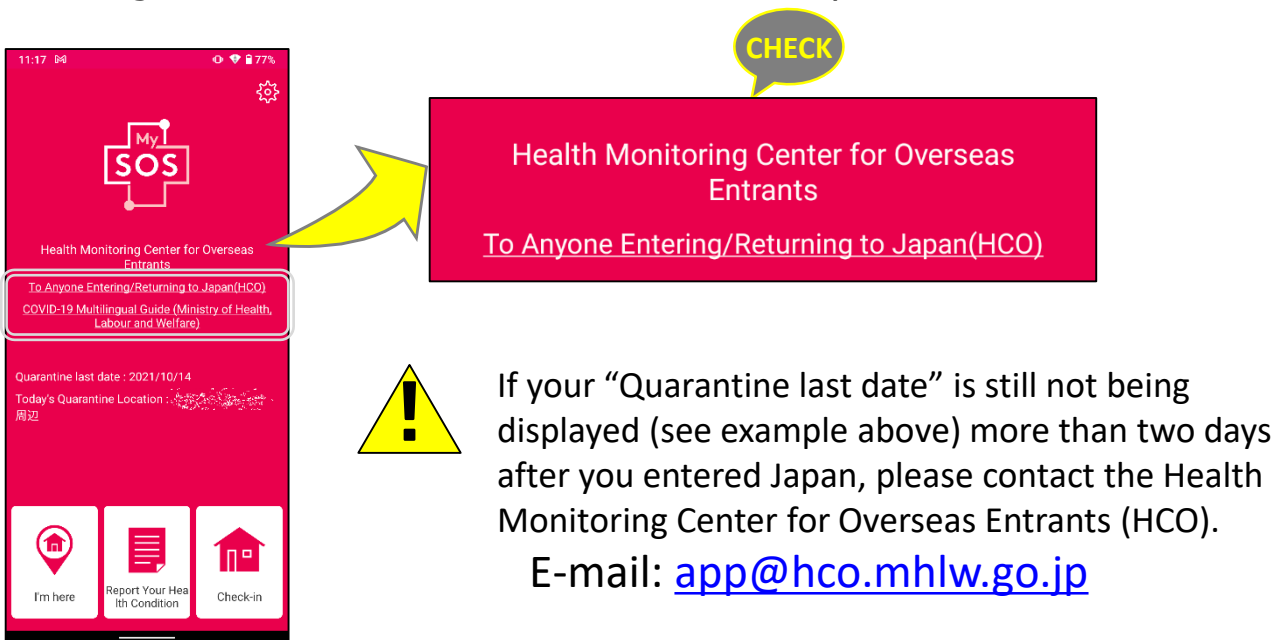 CHECK
11:17
77%
My
SOS
Health Monitoring Center for Overseas
Entrants
To Anyone Entering/Returning to Japan(HCO)
COVID-19 Multilingual Guide (Ministry of Health,
Labour and Welfare)
Quarantine last date : 2021/10/14
Today's Quarantine Location :
周辺
I'm here
Report Your Hea
lth Condition
Check-in
Health Monitoring Center for Overseas
Entrants
To Anyone Entering/Returning to Japan(HCO)
!
If your “Quarantine last date” is still not being
displayed (see example above) more than two days
after you entered Japan, please contact the Health
Monitoring Center for Overseas Entrants (HCO).
E-mail: app@hco.mhlw.go.jp